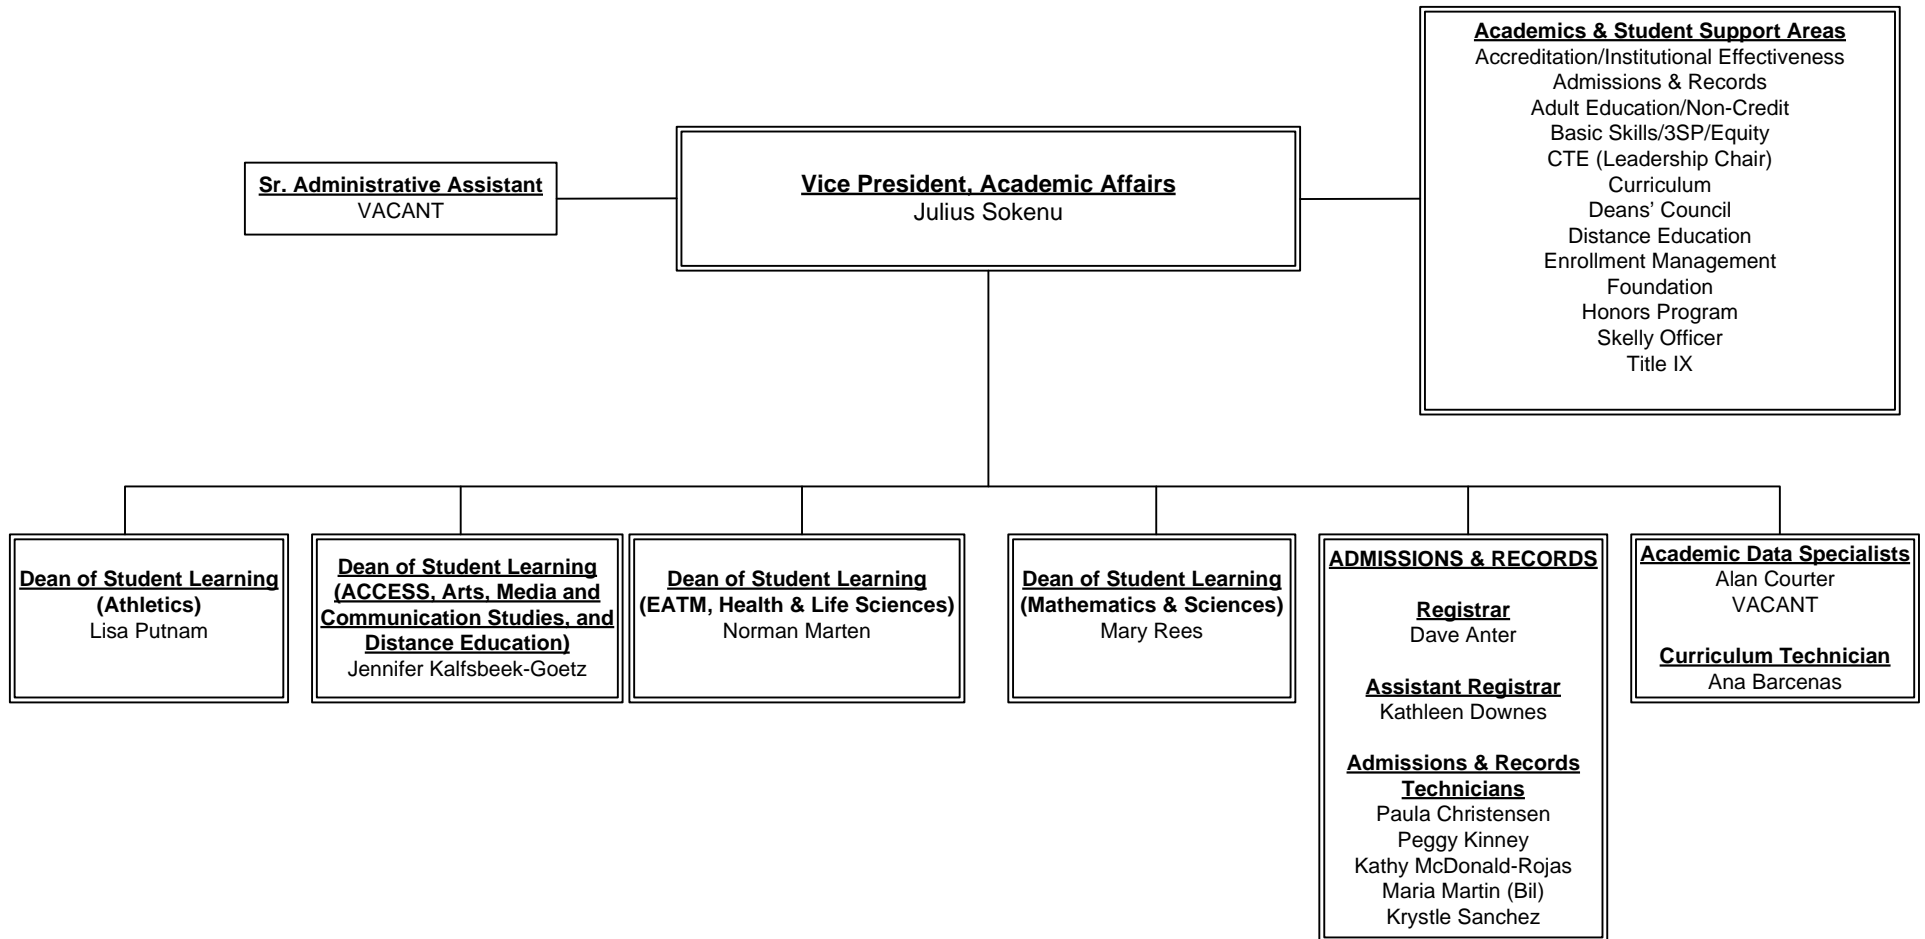 Academics & Student Support Areas
Accreditation/Institutional Effectiveness
Admissions & Records
Adult Education/Non-Credit
Basic Skills/3SP/Equity
CTE (Leadership Chair)
Curriculum
Deans’ Council
Distance Education
Enrollment Management
Foundation
Honors Program
Skelly Officer
Title IX
Vice President, Academic Affairs
Julius Sokenu
Sr. Administrative Assistant
VACANT
Dean of Student Learning
(Athletics)
Lisa Putnam
Dean of Student Learning
(ACCESS, Arts, Media and
Communication Studies, and
Distance Education)
Jennifer Kalfsbeek-Goetz
Dean of Student Learning
(EATM, Health & Life Sciences)
Norman Marten
Dean of Student Learning
(Mathematics & Sciences)
Mary Rees
ADMISSIONS & RECORDS
Registrar
Dave Anter
Assistant Registrar
Kathleen Downes
Admissions & Records
Technicians
Paula Christensen
Peggy Kinney
Kathy McDonald-Rojas
Maria Martin (Bil)
Krystle Sanchez
Academic Data Specialists
Alan Courter
VACANT
Curriculum Technician
Ana Barcenas